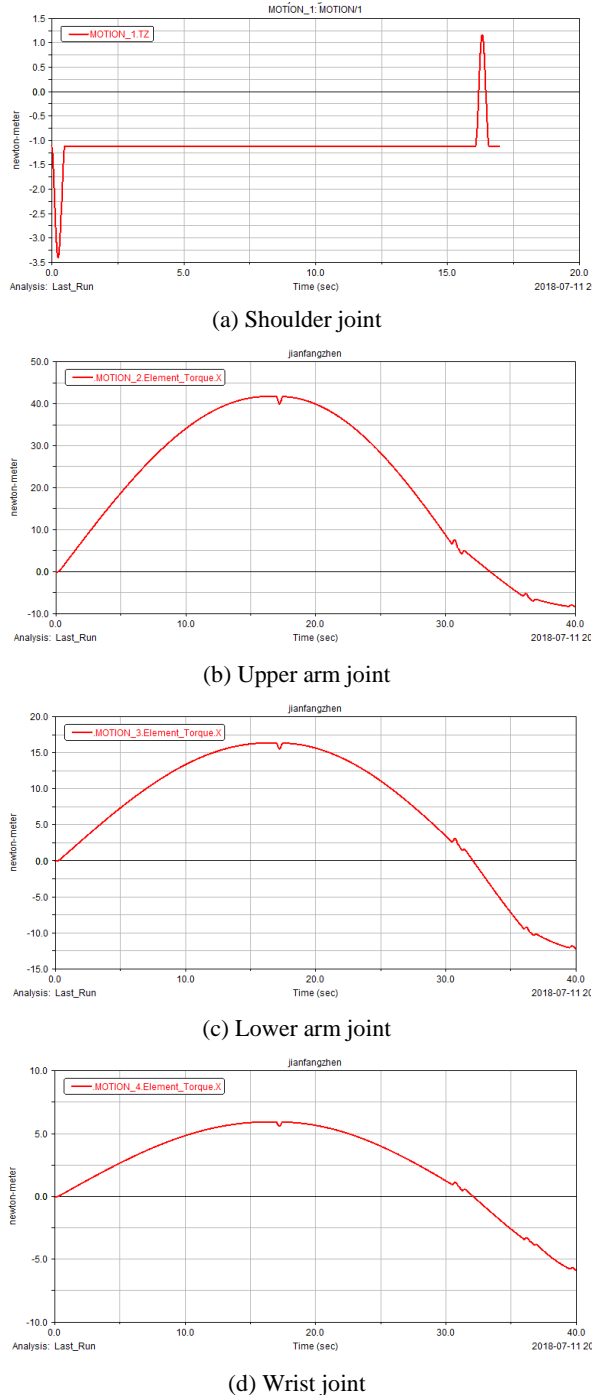 MOTION_1: MOTION/1
1.5
MOTION_1.TZ
1.0
0.5
0.0
-0.5
-1.0
-1.5
-2.0
-2.5
-3.0
-3.5
newton-meter
0.0 5.0 10.0 15.0 20.0
Analysis: Last_Run Time (sec) 2018-07-11 20
(a) Shoulder joint
jianfangzhen
50.0
MOTION_2.Element_Torque.X
40.0
30.0
20.0
10.0
0.0
-10.0
newton-meter
0.0 10.0 20.0 30.0 40.0
Analysis: Last_Run Time (sec) 2018-07-11 20
(b) Upper arm joint
jianfangzhen
20.0
MOTION_3.Element_Torque.X
15.0
10.0
5.0
0.0
-5.0
-10.0
-15.0
newton-meter
0.0 10.0 20.0 30.0 40.0
Analysis: Last_Run Time (sec) 2018-07-11 20
(c) Lower arm joint
jianfangzhen
10.0
MOTION_4.Element_Torque.X
5.0
0.0
-5.0
-10.0
newton-meter
0.0 10.0 20.0 30.0 40.0
Analysis: Last_Run Time (sec) 2018-07-11 20
(d) Wrist joint